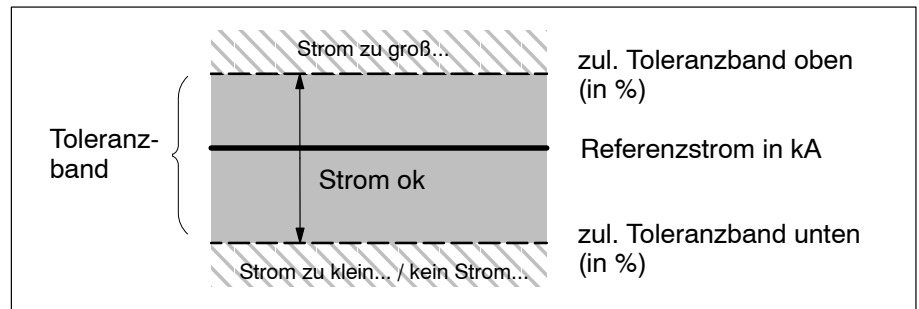 Strom zu groß...
zul. Toleranzband oben
(in %)
Toleranz-
band
Referenzstrom in kA
Strom ok
zul. Toleranzband unten
(in %)
Strom zu klein... / kein Strom...